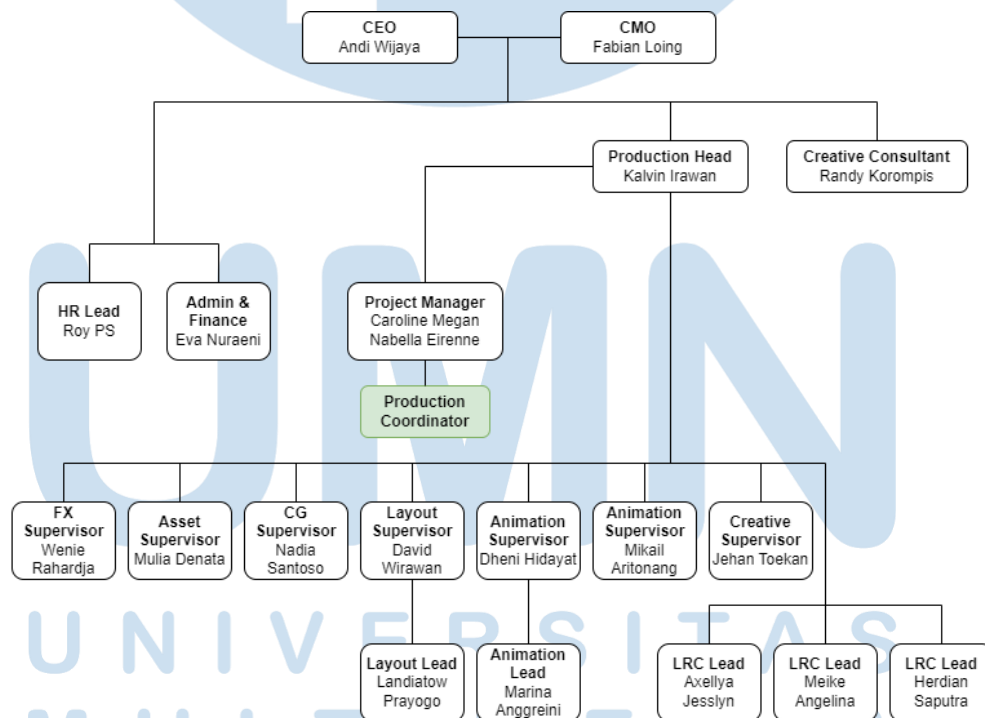 CEO
Andi Wijaya
CMO
Fabian Loing
Production Head
Kalvin Irawan
Creative Consultant
Randy Korompis
HR Lead
Roy PS
Admin &
Finance
Eva Nuraeni
Project Manager
Caroline Megan
Nabella Eirenne
Production
Coordinator
FX
Supervisor
Wenie
Rahardja
Asset
Supervisor
Mulia Denata
CG
Supervisor
Nadia
Santoso
Layout
Supervisor
David
Wirawan
Animation
Supervisor
Dheni Hidayat
Animation
Supervisor
Mikail
Aritonang
Creative
Supervisor
Jehan Toekan
Layout Lead
Landiatow
Prayogo
Animation
Lead
Marina
Anggreini
LRC Lead
Axellya
Jesslyn
LRC Lead
Meike
Angelina
LRC Lead
Herdian
Saputra
UMN
UNIVERSITAS